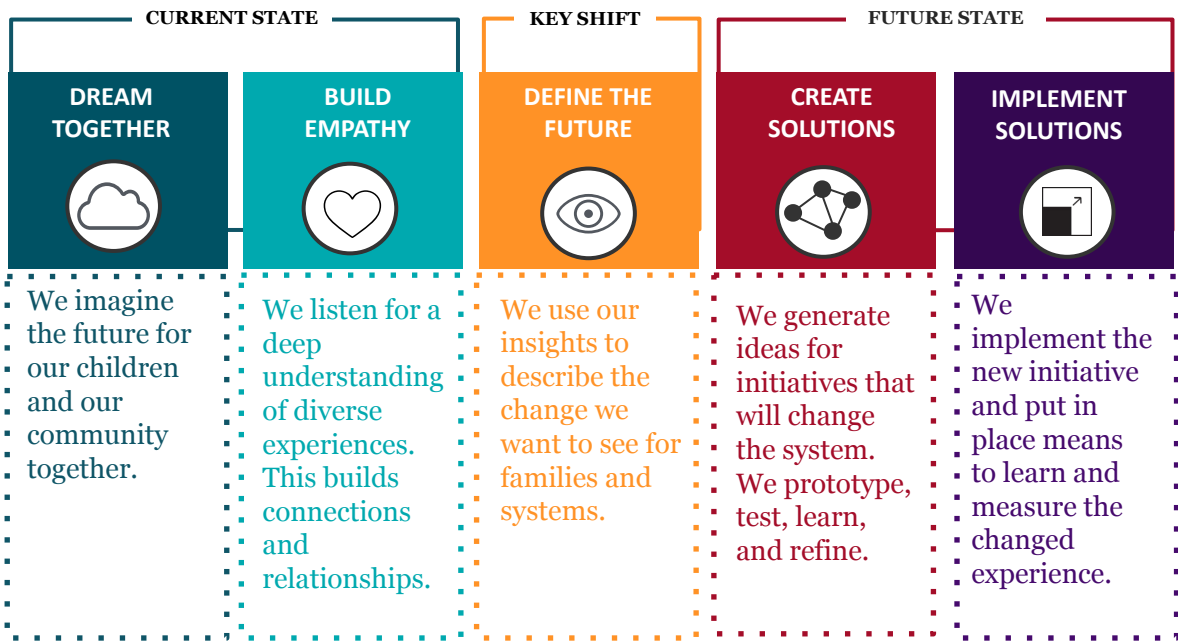 CURRENT STATE
KEY SHIFT
FUTURE STATE
DREAM
TOGETHER
BUILD
EMPATHY
DEFINE THE
FUTURE
CREATE
SOLUTIONS
IMPLEMENT
SOLUTIONS
We imagine
the future for
our children
and our
community
together.
We listen for a
deep
understanding
of diverse
experiences.
This builds
connections
and
relationships.
We use our
insights to
describe the
change we
want to see for
families and
systems.
We generate
ideas for
initiatives that
will change
the system.
We prototype,
test, learn,
and refine.
We
implement the
new initiative
and put in
place means
to learn and
measure the
changed
experience.